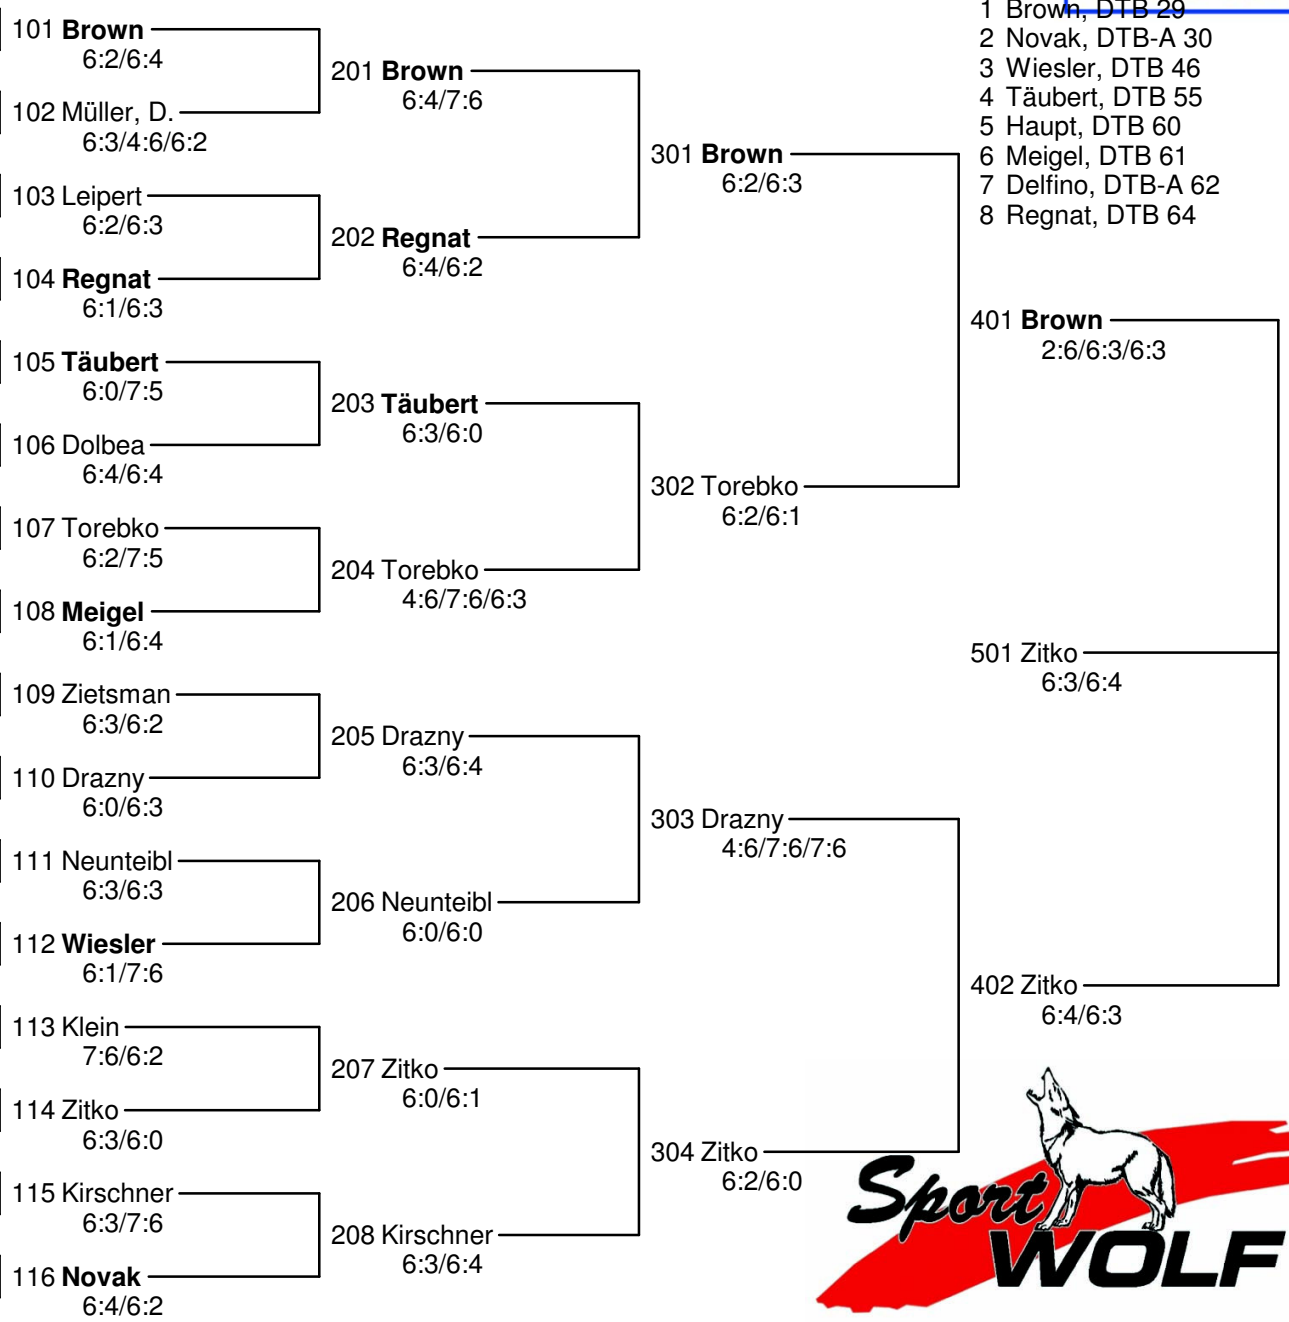 101 Brown
6:2/6:4
102 Müller, D.
6:3/4:6/6:2
103 Leipert
6:2/6:3
104 Regnat
6:1/6:3
105 Täubert
6:0/7:5
106 Dolbea
6:4/6:4
107 Torebko
6:2/7:5
108 Meigel
6:1/6:4
109 Zietsman
6:3/6:2
110 Drazny
6:0/6:3
111 Neunteibl
6:3/6:3
112 Wiesler
6:1/7:6
113 Klein
7:6/6:2
114 Zitko
6:3/6:0
115 Kirschner
6:3/7:6
116 Novak
6:4/6:2
201 Brown
6:4/7:6
202 Regnat
6:4/6:2
203 Täubert
6:3/6:0
204 Torebko
4:6/7:6/6:3
205 Drazny
6:3/6:4
206 Neunteibl
6:0/6:0
207 Zitko
6:0/6:1
208 Kirschner
6:3/6:4
301 Brown
6:2/6:3
302 Torebko
6:2/6:1
303 Drazny
4:6/7:6/7:6
304 Zitko
6:2/6:0
1 Brown, DTB 29
2 Novak, DTB-A 30
3 Wiesler, DTB 46
4 Täubert, DTB 55
5 Haupt, DTB 60
6 Meigel, DTB 61
7 Delfino, DTB-A 62
8 Regnat, DTB 64
401 Brown
2:6/6:3/6:3
501 Zitko
6:3/6:4
402 Zitko
6:4/6:3
Sport
WOLF